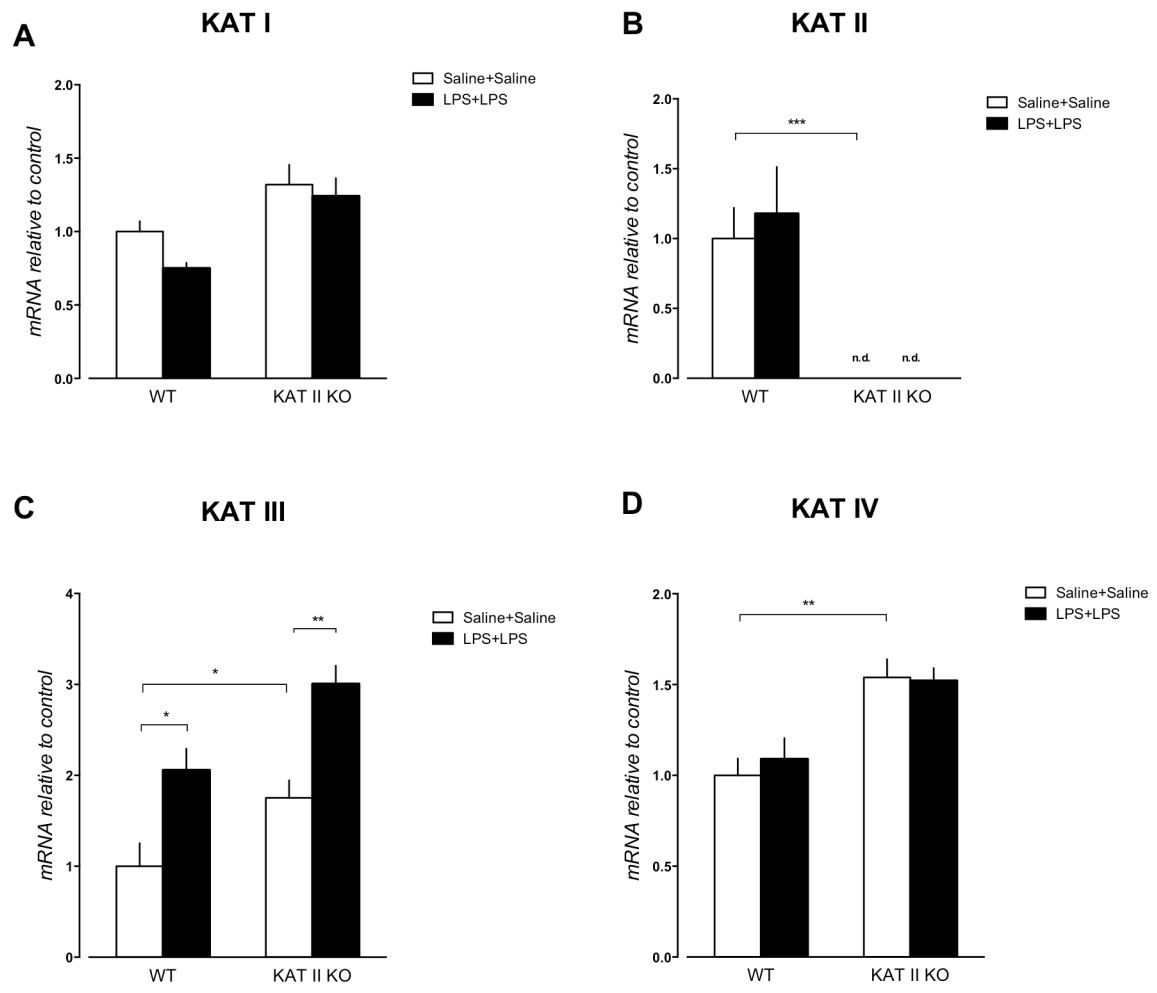 A
KAT I
Saline+Saline
LPS+LPS
mRNA relative to control
2.0
1.5
1.0
0.5
0.0
WT
KAT II KO
B
KAT II
Saline+Saline
LPS+LPS
mRNA relative to control
2.0
1.5
1.0
0.5
0.0
***
n.d.
n.d.
WT
KAT II KO
C
KAT III
Saline+Saline
LPS+LPS
mRNA relative to control
4
3
2
1
0
**
*
*
WT
KAT II KO
D
KAT IV
Saline+Saline
LPS+LPS
mRNA relative to control
2.0
1.5
1.0
0.5
0.0
**
WT
KAT II KO